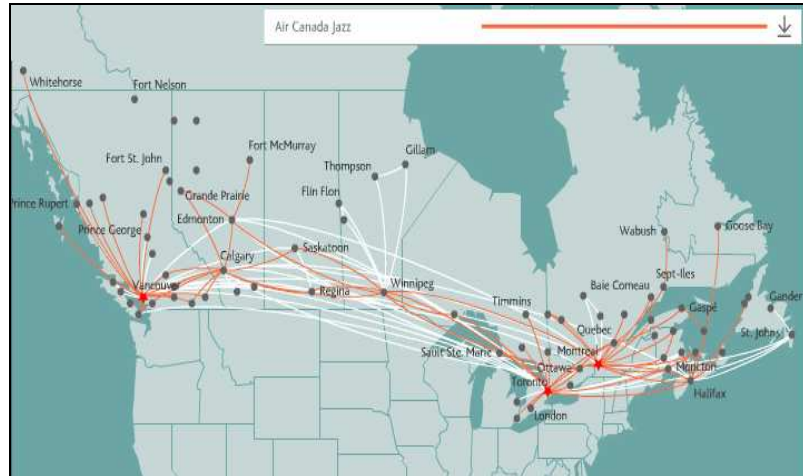 Air Canada Jazz
Whitehorse
Fort Nelson
Fort St. John
Fort McMurray
Thompson
Gillam
Grande Prairie
Flin Flon
Prince Rupert
Prince George
Edmonton
Wabush
Goose Bay
Calgary
Saskatoon
Sept-Iles
Vancouver
Regina
Winnipeg
Baie Comeau
Gander
Timmins
Gaspé
Quebec
St. Johns
Sault Ste. Marie
Montreal
Ottawa
Moncton
Toronto
Halifax
London